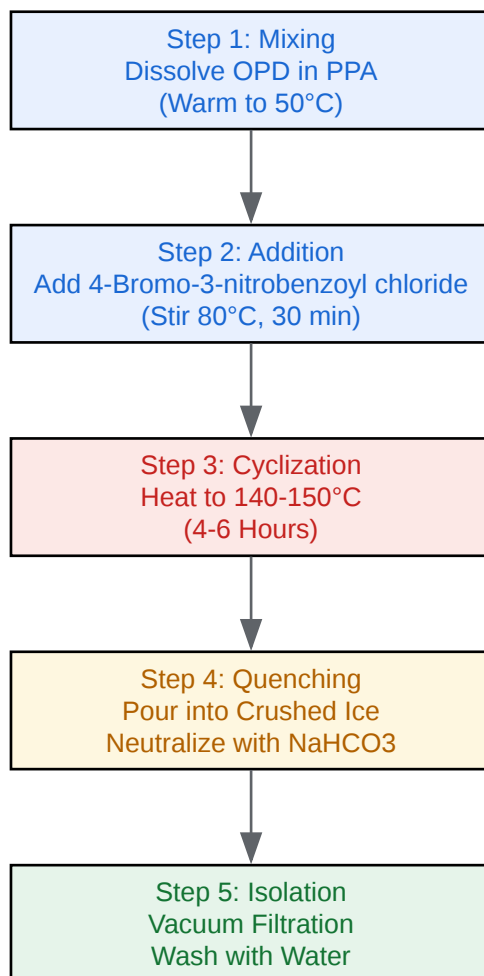 Step 1: Mixing
Dissolve OPD in PPA
(Warm to 50°C)
Step 2: Addition
Add 4-Bromo-3-nitrobenzoyl chloride
(Stir 80°C, 30 min)
Step 3: Cyclization
Heat to 140-150°C
(4-6 Hours)
Step 4: Quenching
Pour into Crushed Ice
Neutralize with NaHCO3
Step 5: Isolation
Vacuum Filtration
Wash with Water